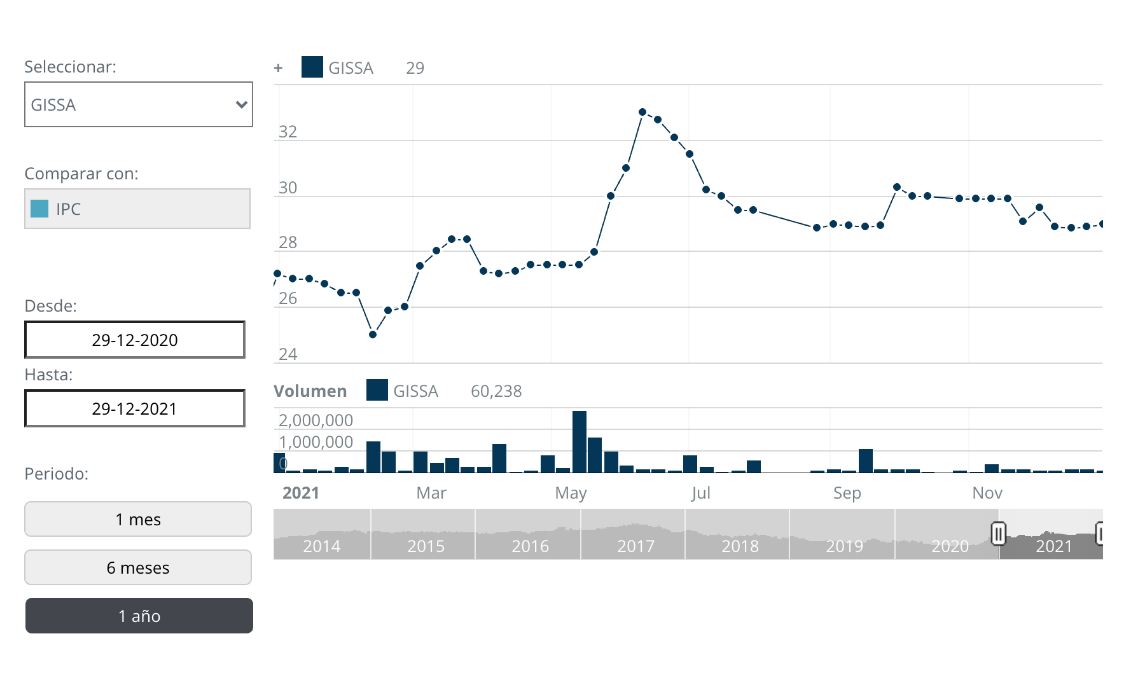 Seleccionar:
GISSA
Comparar con:
IPC
Desde:
29-12-2020
Hasta:
29-12-2021
Periodo:
1 mes
6 meses
1 año
+ GISSA 29
32
30
28
26
24
Volumen GISSA 60,238
2,000,000
1,000,000
0
2021 Mar May Jul Sep Nov
2014 2015 2016 2017 2018 2019 2020 2021